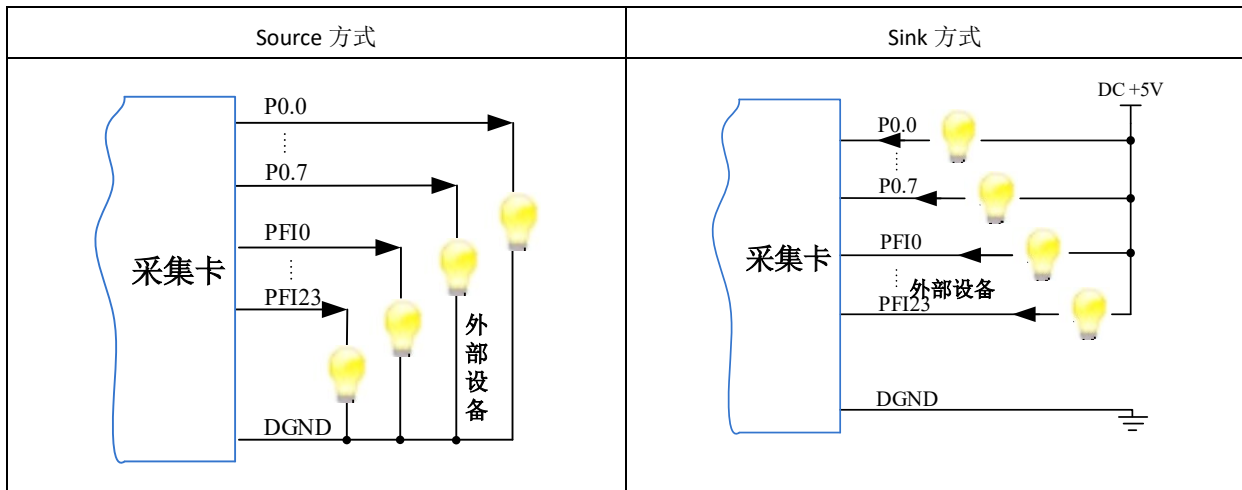 Source 方式
Sink 方式
P0.0
P0.7
PFI0
PFI23
DGND
采集卡
外部设备
DC +5V
P0.0
P0.7
PFI0
PFI23
DGND
采集卡
外部设备